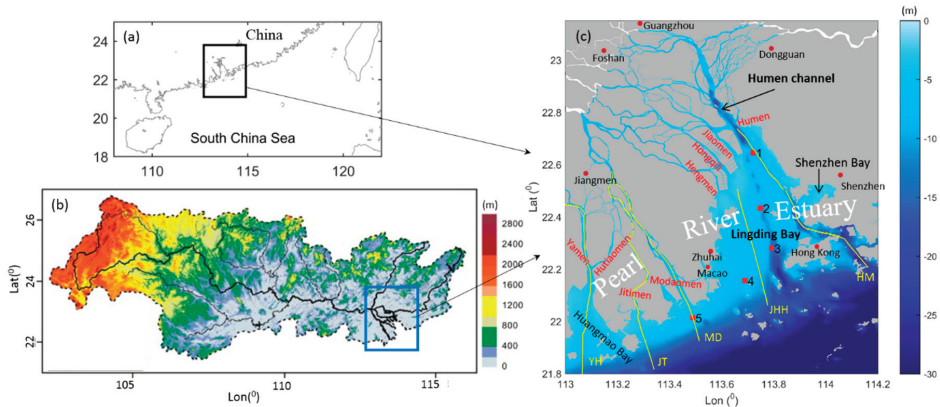 (a)
China
South China Sea
24
22
20
18
110
115
120
(b)
(m)
2800
2400
2000
1600
1200
800
400
0
26
24
22
Lat(⁰)
105
110
115
Lon(⁰)
(c)
Guangzhou
Foshan
Dongguan
Humen channel
Humen
Jiaomen
Hongqili
Hengmen
1
Shenzhen Bay
Shenzhen
Jiangmen
2
River
Estuary
Lingding Bay
3
Yamen
Hutiaomen
Zhuhai
Hong Kong
Macao
Pearl
Jitimen
Modaomen
4
HM
JHH
5
Huangmao Bay
MD
YH
JT
23
22.8
22.6
22.4
22.2
22
21.8
Lat (⁰)
113
113.2
113.4
113.6
113.8
114
114.2
Lon (⁰)
(m)
0
-5
-10
-15
-20
-25
-30